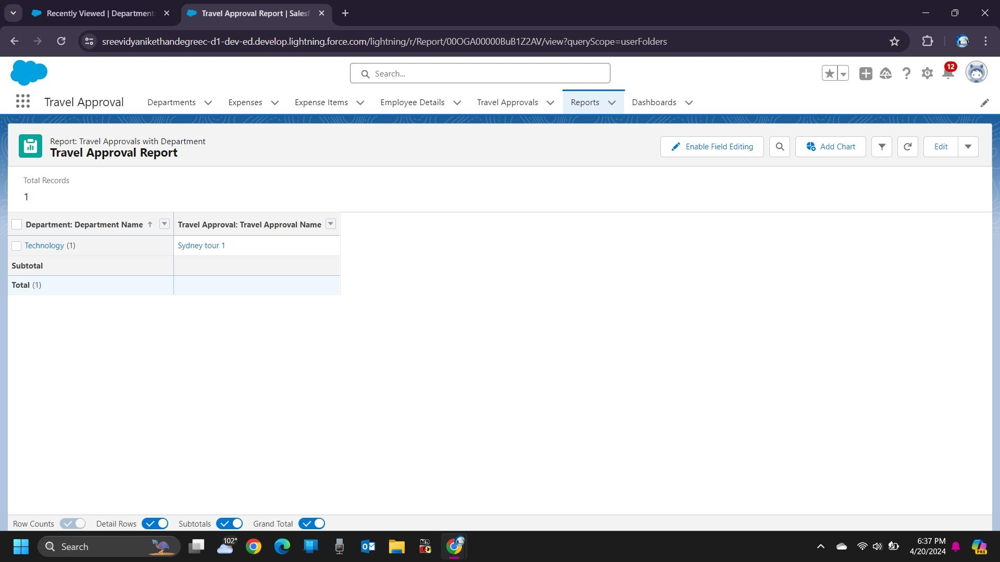 Recently Viewed | Department
Travel Approval Report | Salesf
sreevidyanikethandegreec-d1-dev-ed.develop.lightning.force.com/lightning/r/Report/00OGA00000BuB1Z2AV/view?queryScope=userFolders
Search...
12
Travel Approval
Departments
Expenses
Expense Items
Employee Details
Travel Approvals
Reports
Dashboards
Report: Travel Approvals with Department
Travel Approval Report
Enable Field Editing
Add Chart
Edit
Total Records
1
Department: Department Name ↑
Travel Approval: Travel Approval Name
Technology (1)
Sydney tour 1
Subtotal
Total (1)
Row Counts
Detail Rows
Subtotals
Grand Total
Search
102°
MS
PRE
6:37 PM
4/20/2024